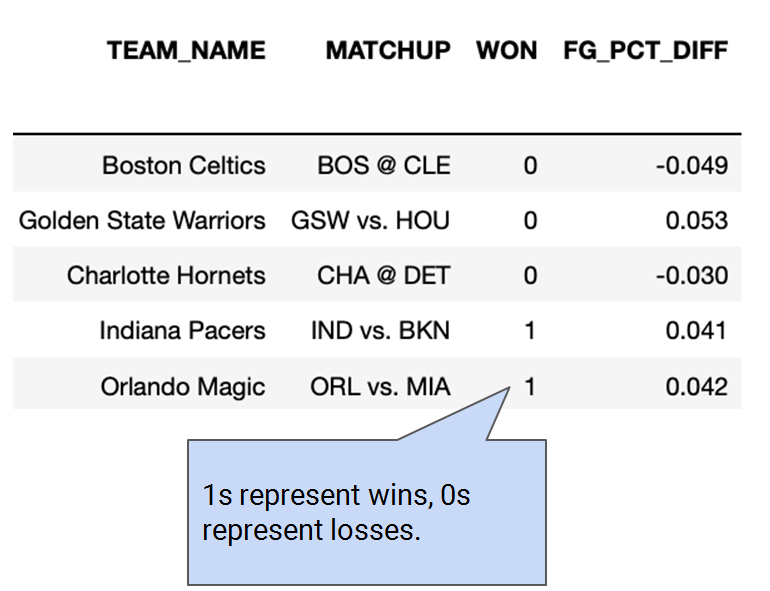 TEAM_NAME MATCHUP WON FG_PCT_DIFF
Boston Celtics BOS @ CLE 0 -0.049
Golden State Warriors GSW vs. HOU 0 0.053
Charlotte Hornets CHA @ DET 0 -0.030
Indiana Pacers IND vs. BKN 1 0.041
Orlando Magic ORL vs. MIA 1 0.042
1s represent wins, 0s
represent losses.